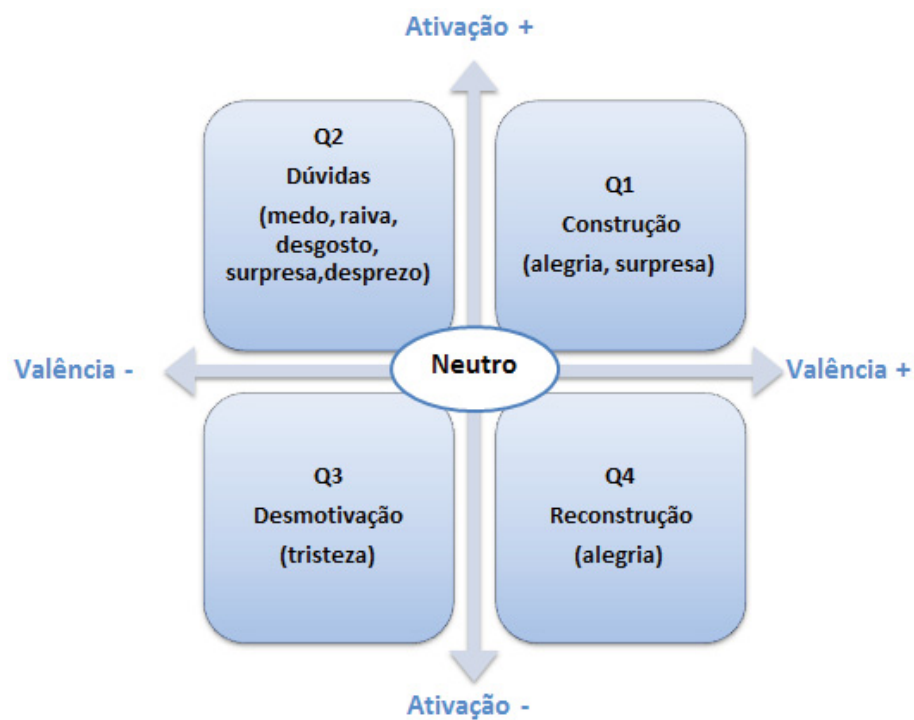 Ativação +
Q2
Dúvidas
(medo, raiva,
desgosto,
surpresa,desprezo)
Q1
Construção
(alegria, surpresa)
Valência -
Neutro
Valência +
Q3
Desmotivação
(tristeza)
Q4
Reconstrução
(alegria)
Ativação -